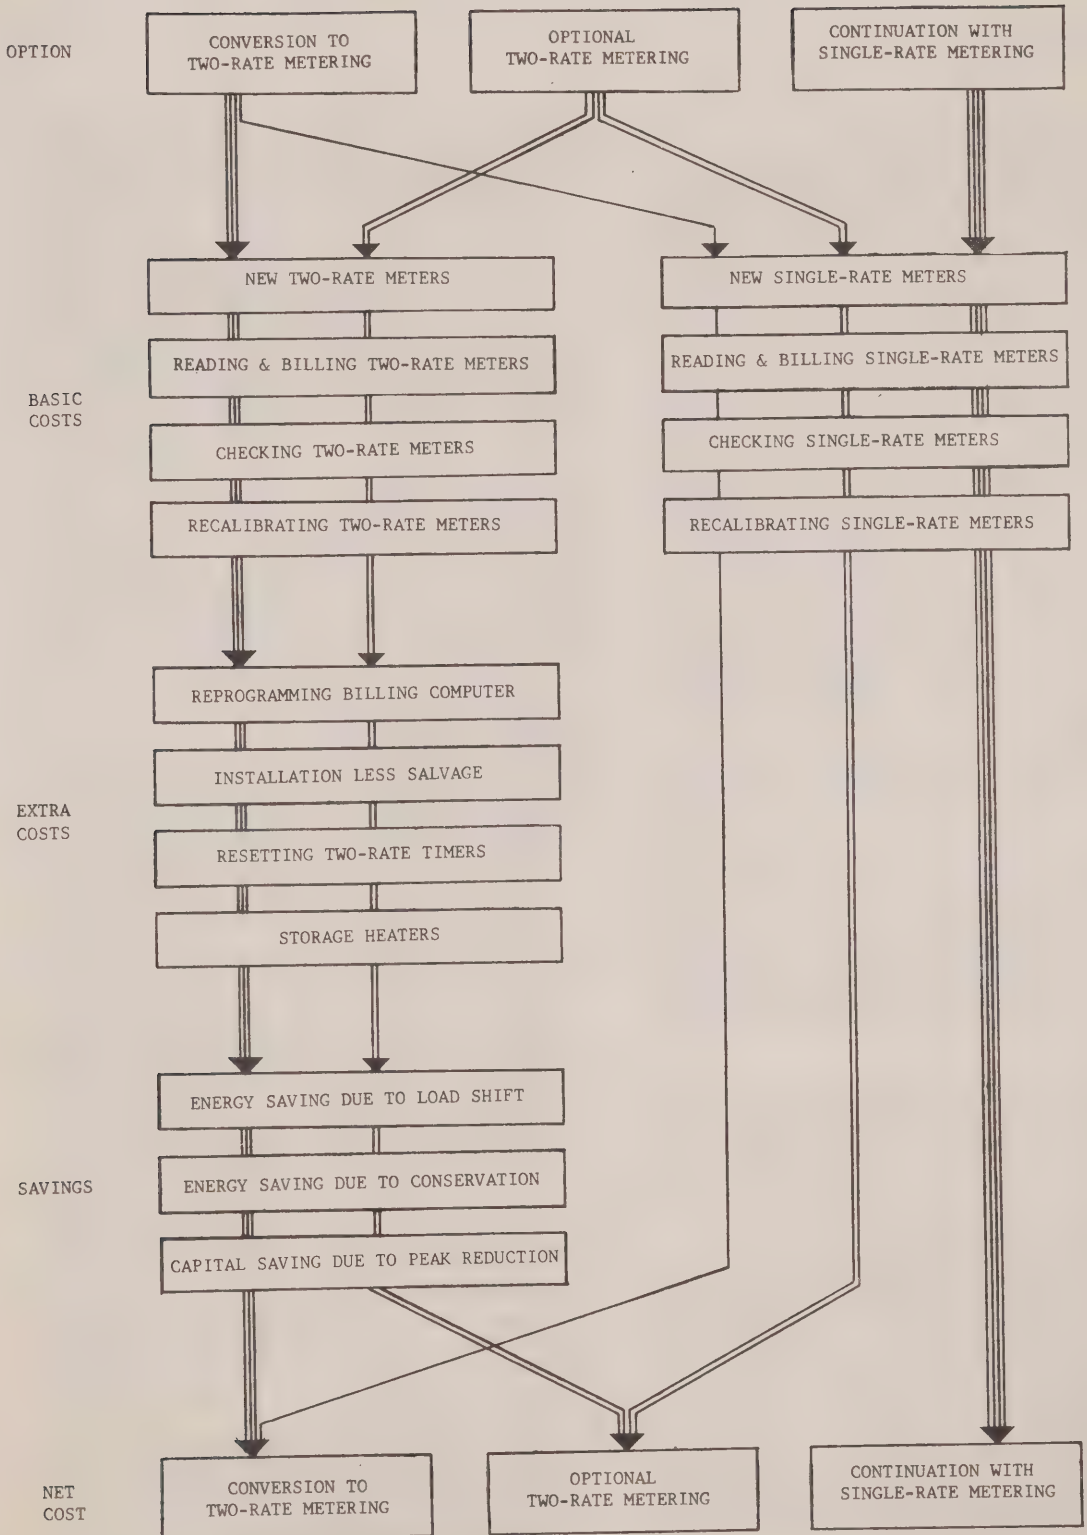 OPTION
CONVERSION TO
TWO-RATE METERING
OPTIONAL
TWO-RATE METERING
CONTINUATION WITH
SINGLE-RATE METERING
BASIC
COSTS
NEW TWO-RATE METERS
READING & BILLING TWO-RATE METERS
CHECKING TWO-RATE METERS
RECALIBRATING TWO-RATE METERS
NEW SINGLE-RATE METERS
READING & BILLING SINGLE-RATE METERS
CHECKING SINGLE-RATE METERS
RECALIBRATING SINGLE-RATE METERS
EXTRA
COSTS
REPROGRAMMING BILLING COMPUTER
INSTALLATION LESS SALVAGE
RESETTING TWO-RATE TIMERS
STORAGE HEATERS
SAVINGS
ENERGY SAVING DUE TO LOAD SHIFT
ENERGY SAVING DUE TO CONSERVATION
CAPITAL SAVING DUE TO PEAK REDUCTION
NET
COST
CONVERSION TO
TWO-RATE METERING
OPTIONAL
TWO-RATE METERING
CONTINUATION WITH
SINGLE-RATE METERING